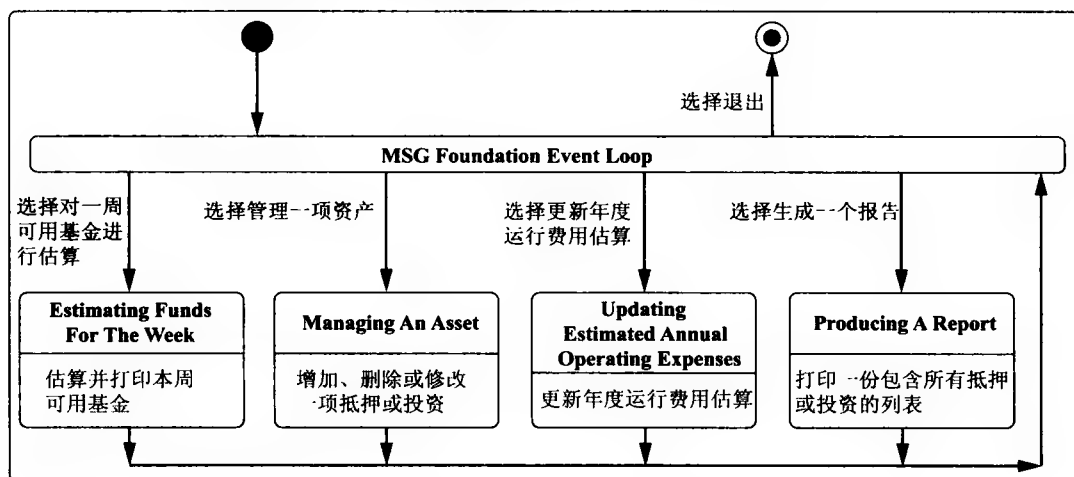 选择退出
MSG Foundation Event Loop
选择对一周
可用基金进
行估算
选择管理一项资产
选择更新年度
运行费用估算
选择生成一个报告
Estimating Funds
For The Week
估算并打印本周
可用基金
Managing An Asset
增加、删除或修改
一项抵押或投资
Updating
Estimated Annual
Operating Expenses
更新年度运行费用估算
Producing A Report
打印一份包含所有抵押
或投资的列表